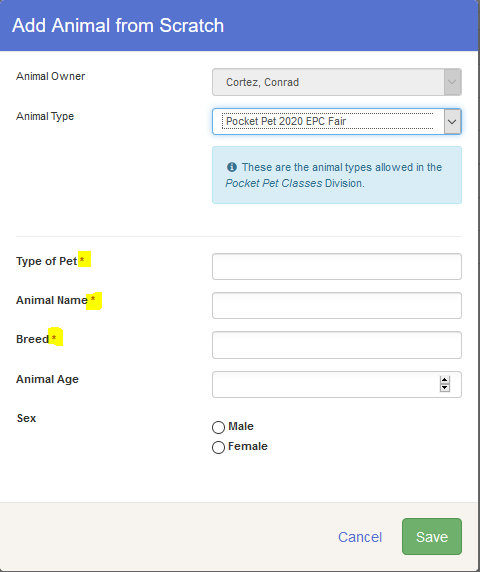 Add Animal from Scratch
Animal Owner
Cortez, Conrad
Animal Type
Pocket Pet 2020 EPC Fair
These are the animal types allowed in the
Pocket Pet Classes Division.
Type of Pet *
Animal Name *
Breed *
Animal Age
Sex
Male
Female
Cancel
Save